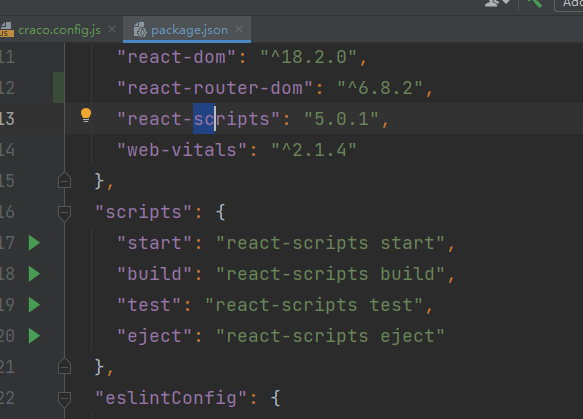 craco.config.js × package.json ×
Add
11 "react-dom": "^18.2.0",
12 "react-router-dom": "^6.8.2",
13 "react-scripts": "5.0.1",
14 "web-vitals": "^2.1.4"
15 },
16 "scripts": {
17 "start": "react-scripts start",
18 "build": "react-scripts build",
19 "test": "react-scripts test",
20 "eject": "react-scripts eject"
21 },
22 "eslintConfig": {